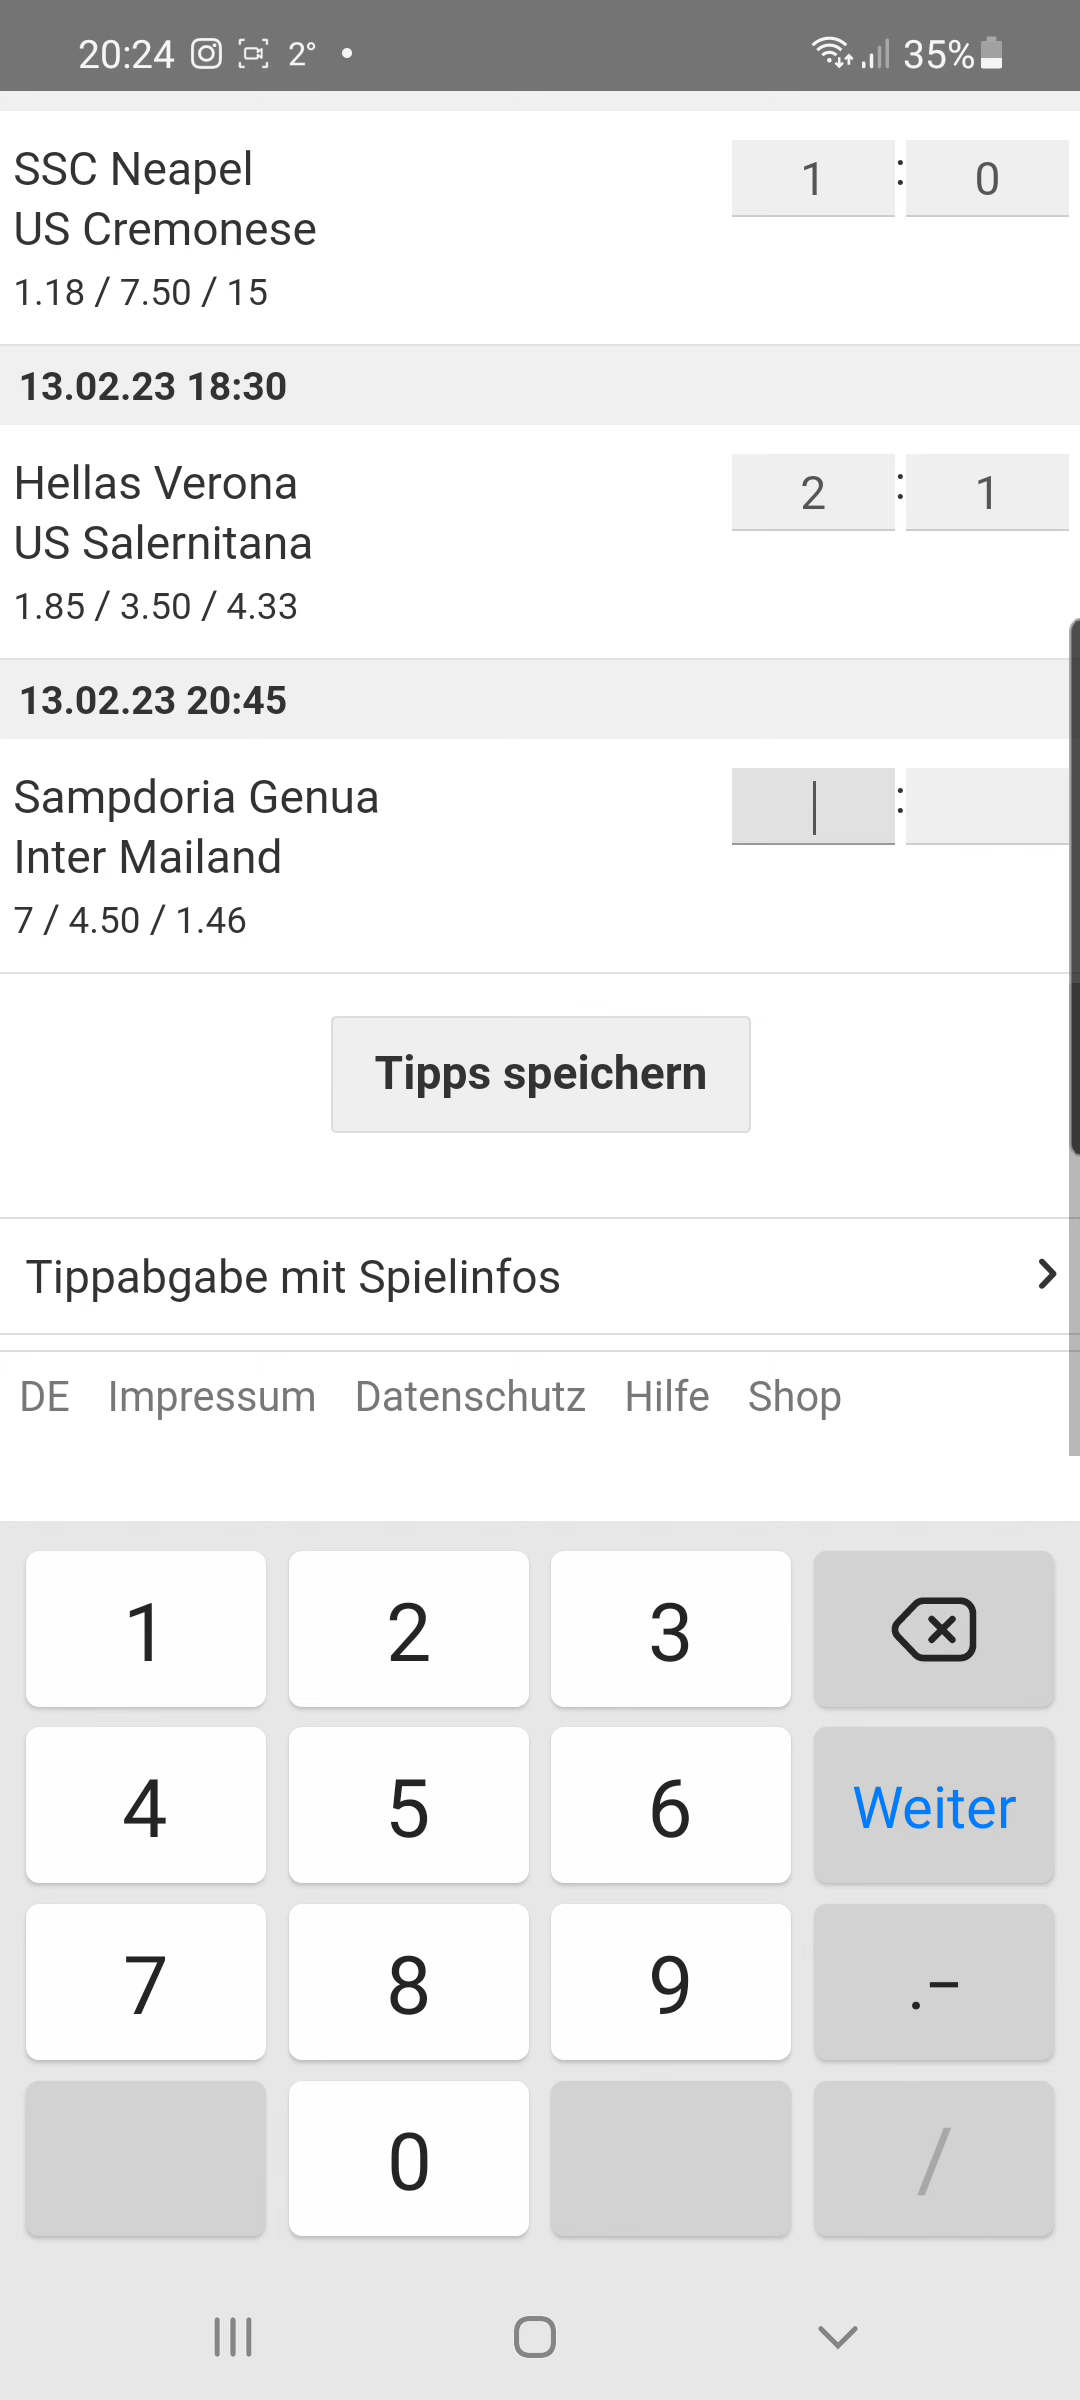 20:24 2° • 35%
SSC Neapel 1 : 0
US Cremonese
1.18 / 7.50 / 15
13.02.23 18:30
Hellas Verona 2 : 1
US Salernitana
1.85 / 3.50 / 4.33
13.02.23 20:45
Sampdoria Genua :
Inter Mailand
7 / 4.50 / 1.46
Tipps speichern
Tippabgabe mit Spielinfos
DE Impressum Datenschutz Hilfe Shop
1 2 3
4 5 6 Weiter
7 8 9 .-
0 /